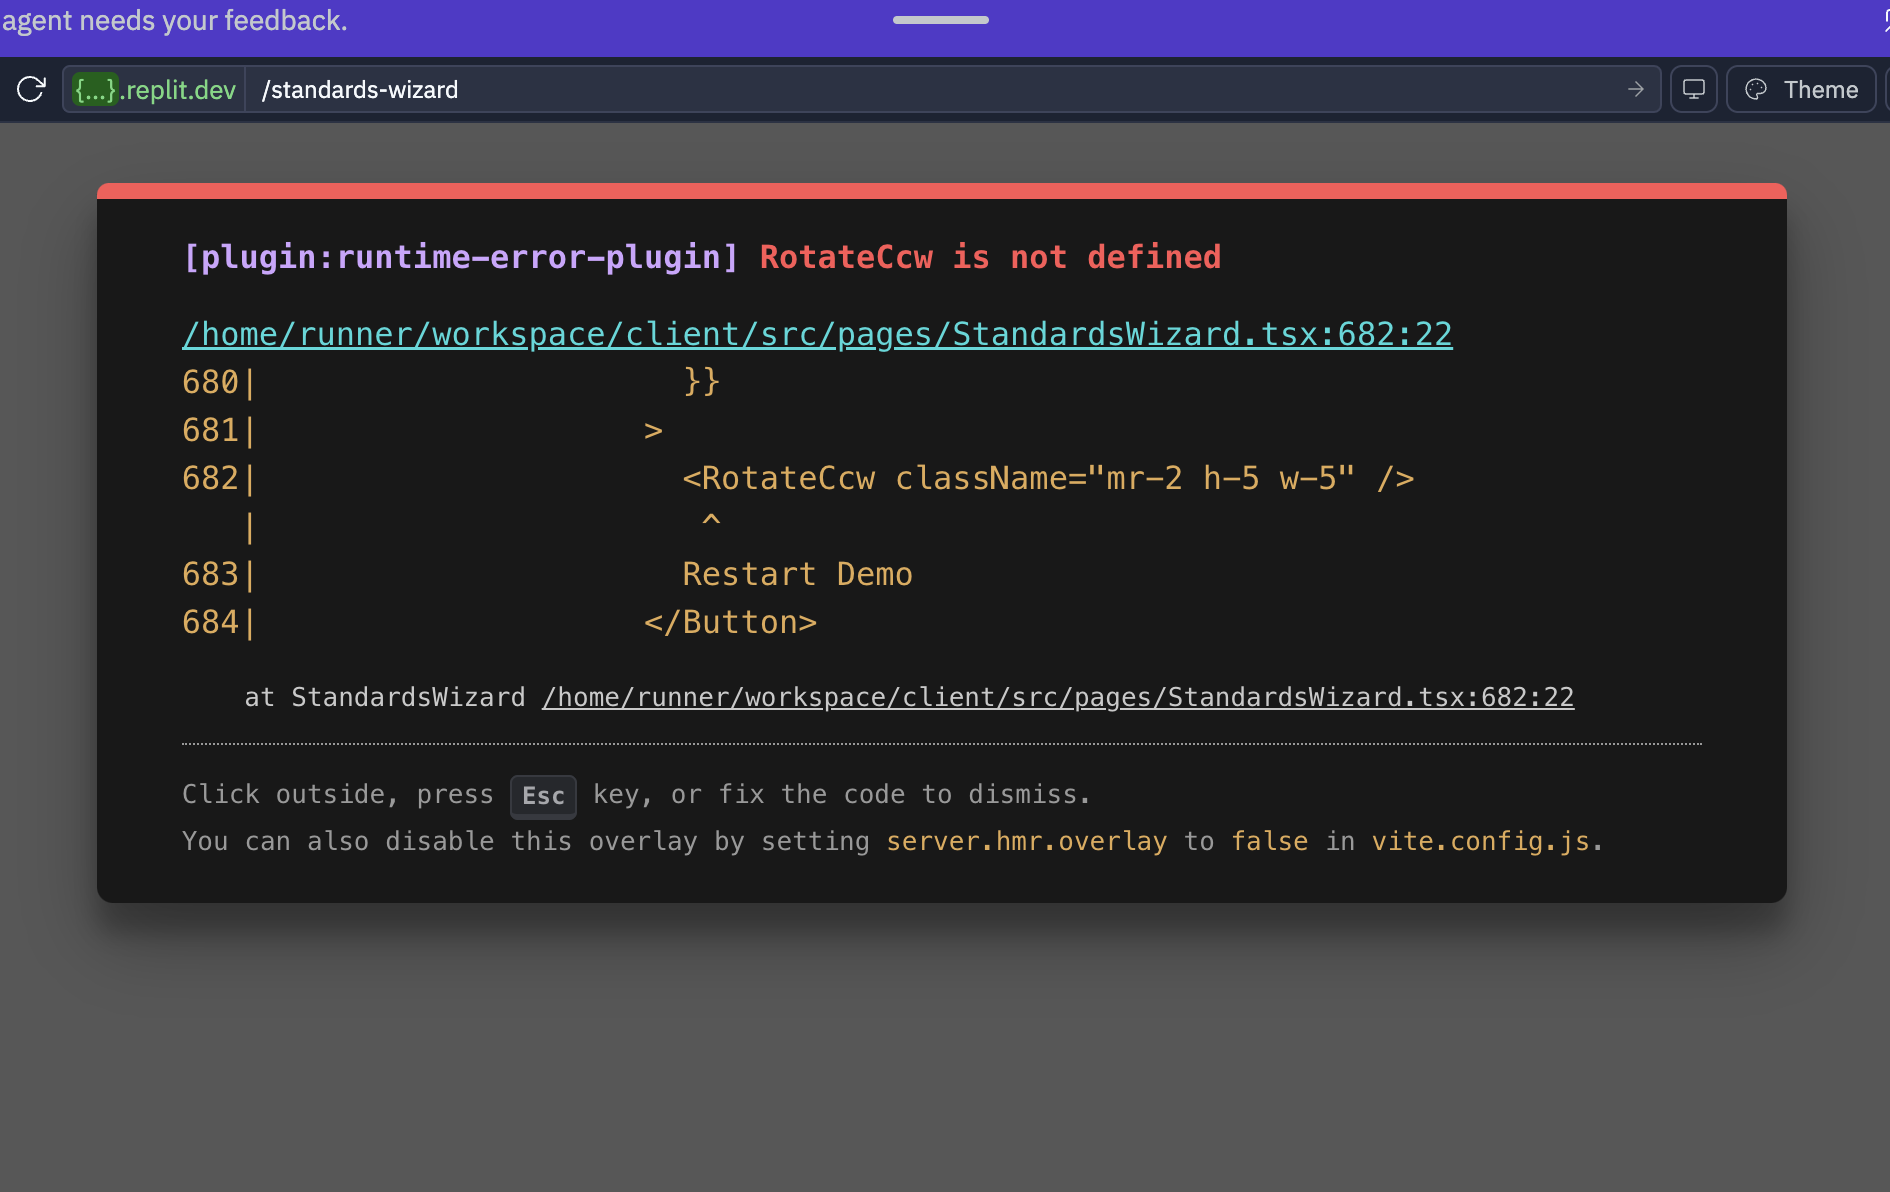 agent needs your feedback.
{...}.replit.dev /standards-wizard → Theme
[plugin:runtime-error-plugin] RotateCcw is not defined
/home/runner/workspace/client/src/pages/StandardsWizard.tsx:682:22
680|                      }}
681|                    >
682|                      <RotateCcw className="mr-2 h-5 w-5" />
   |                       ^
683|                      Restart Demo
684|                    </Button>
at StandardsWizard /home/runner/workspace/client/src/pages/StandardsWizard.tsx:682:22
Click outside, press Esc key, or fix the code to dismiss.
You can also disable this overlay by setting server.hmr.overlay to false in vite.config.js.